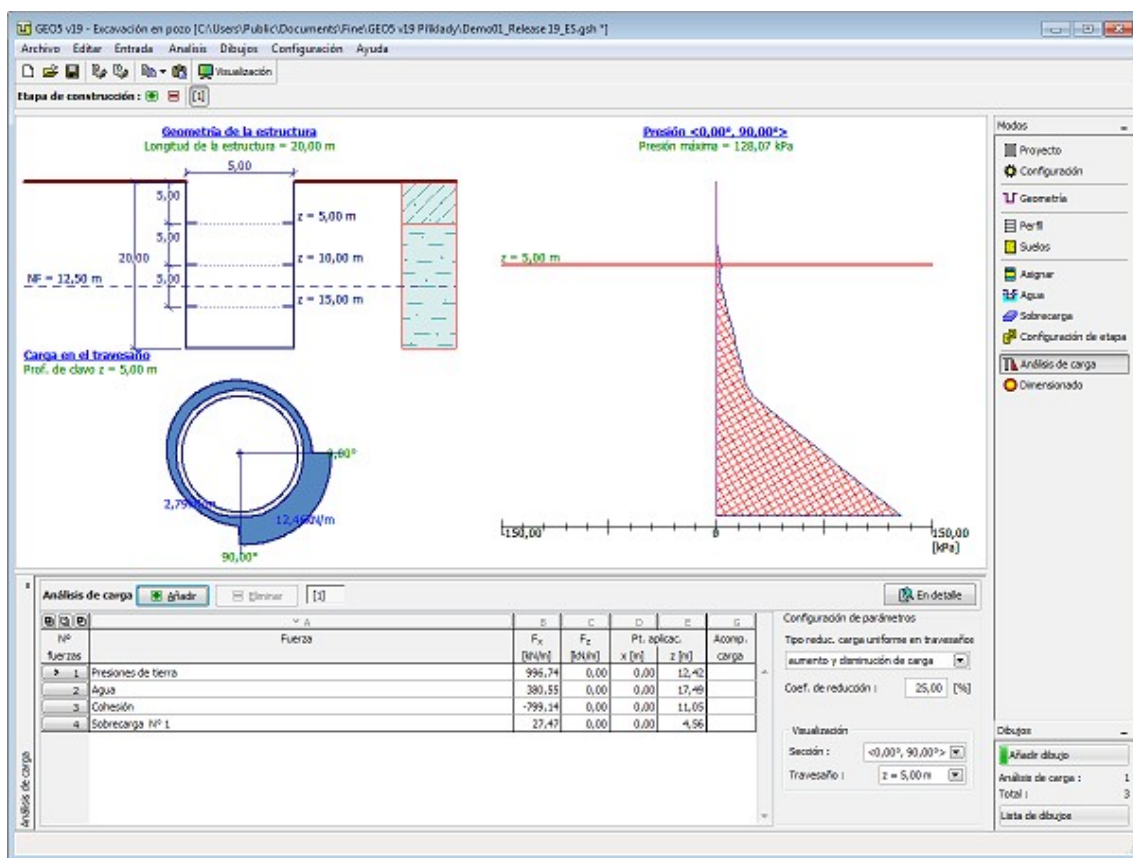 GEO5 v19 - Excavación en pozo [C:\Users\Public\Documents\Fine\GEO5 v19 Příklady\Demo01_Release 19_ES.gsh *]
Archivo Editar Entrada Analisis Dibujos Configuración Ayuda
Visualización
Etapa de construcción : [1]
Geometría de la estructura
Longitud de la estructura = 20,00 m
5,00
5,00
z = 5,00 m
5,00
20,00
z = 10,00 m
NF = 12,50 m
5,00
z = 15,00 m
Carga en el travesaño
Prof. de clavo z = 5,00 m
0,00°
2,79kN/m
12,46kN/m
90,00°
Presión <0,00°, 90,00°>
Presión máxima = 128,07 kPa
z = 5,00 m
-150,00
0
150,00
[kPa]
Modos
Proyecto
Configuración
Geometría
Perfil
Suelos
Asignar
Agua
Sobrecarga
Configuración de etapa
Análisis de carga
Dimensionado
Análisis de carga
Análisis de carga Añadir Eliminar [1] En detalle
A B C D E G
Nº Fuerza Fx Fz Pt. aplicac. Acomp.
fuerzas [kN/m] [kN/m] x [m] z [m] carga
> 1 Presiones de tierra 996,74 0,00 0,00 12,42
2 Agua 380,55 0,00 0,00 17,49
3 Cohesión -799,14 0,00 0,00 11,05
4 Sobrecarga Nº 1 27,47 0,00 0,00 4,56
Configuración de parámetros
Tipo reduc. carga uniforme en travesaños
aumento y disminución de carga
Coef. de reducción : 25,00 [%]
Visualización
Sección : <0,00°, 90,00°>
Travesaño : z = 5,00 m
Dibujos
Añadir dibujo
Análisis de carga : 1
Total : 3
Lista de dibujos